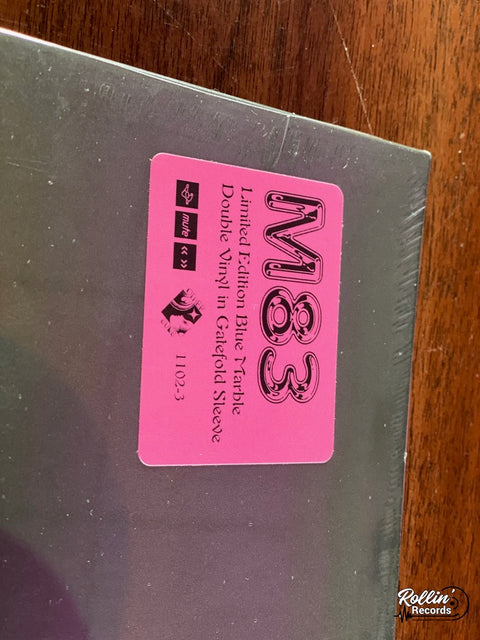 M83
Limited Edition Blue Marble
Double Vinyl in Gatefold Sleeve
mute
1102-3
Rollin'
Records